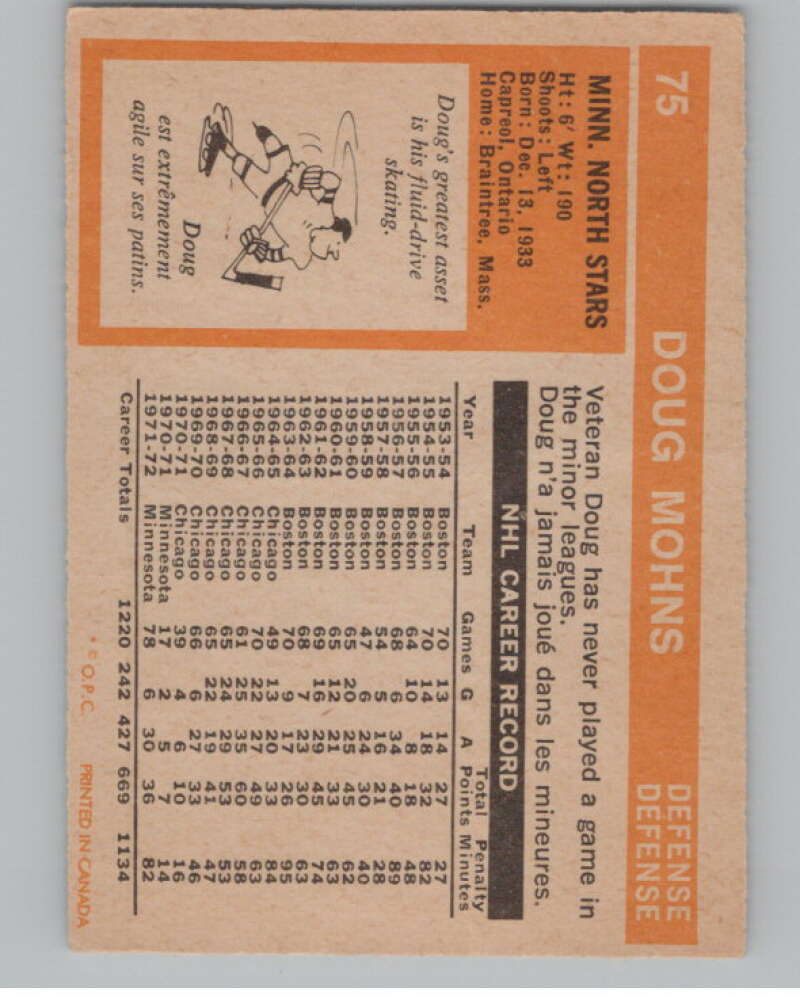 75 DOUG MOHNS DEFENSE
DEFENSE
MINN. NORTH STARS
Ht: 6' Wt: 190
Shoots: Left
Born: Dec. 13, 1933
Capreol, Ontario
Home: Braintree, Mass.
Doug's greatest asset
is his fluid-drive
skating.
Doug
est extrêmement
agile sur ses patins.
Veteran Doug has never played a game in
the minor leagues.
Doug n'a jamais joué dans les mineures.
NHL CAREER RECORD
Total Penalty
Year Team Games G A Points Minutes
1953-54 Boston 70 13 14 27 27
1954-55 Boston 70 14 18 32 82
1955-56 Boston 64 10 8 18 48
1956-57 Boston 68 6 34 40 89
1957-58 Boston 54 5 16 21 28
1958-59 Boston 47 6 24 30 40
1959-60 Boston 65 20 25 45 62
1960-61 Boston 65 12 21 33 63
1961-62 Boston 69 16 29 45 74
1962-63 Boston 68 7 23 30 63
1963-64 Boston 70 9 17 26 95
1964-65 Chicago 49 13 20 33 84
1965-66 Chicago 70 22 27 49 63
1966-67 Chicago 61 25 35 60 58
1967-68 Chicago 65 24 29 53 53
1968-69 Chicago 65 22 19 41 47
1969-70 Chicago 66 6 27 33 46
1970-71 Chicago 39 4 6 10 16
1970-71 Minnesota 17 2 5 7 14
1971-72 Minnesota 78 6 30 36 82
Career Totals 1220 242 427 669 1134
* © O.P.C. PRINTED IN CANADA